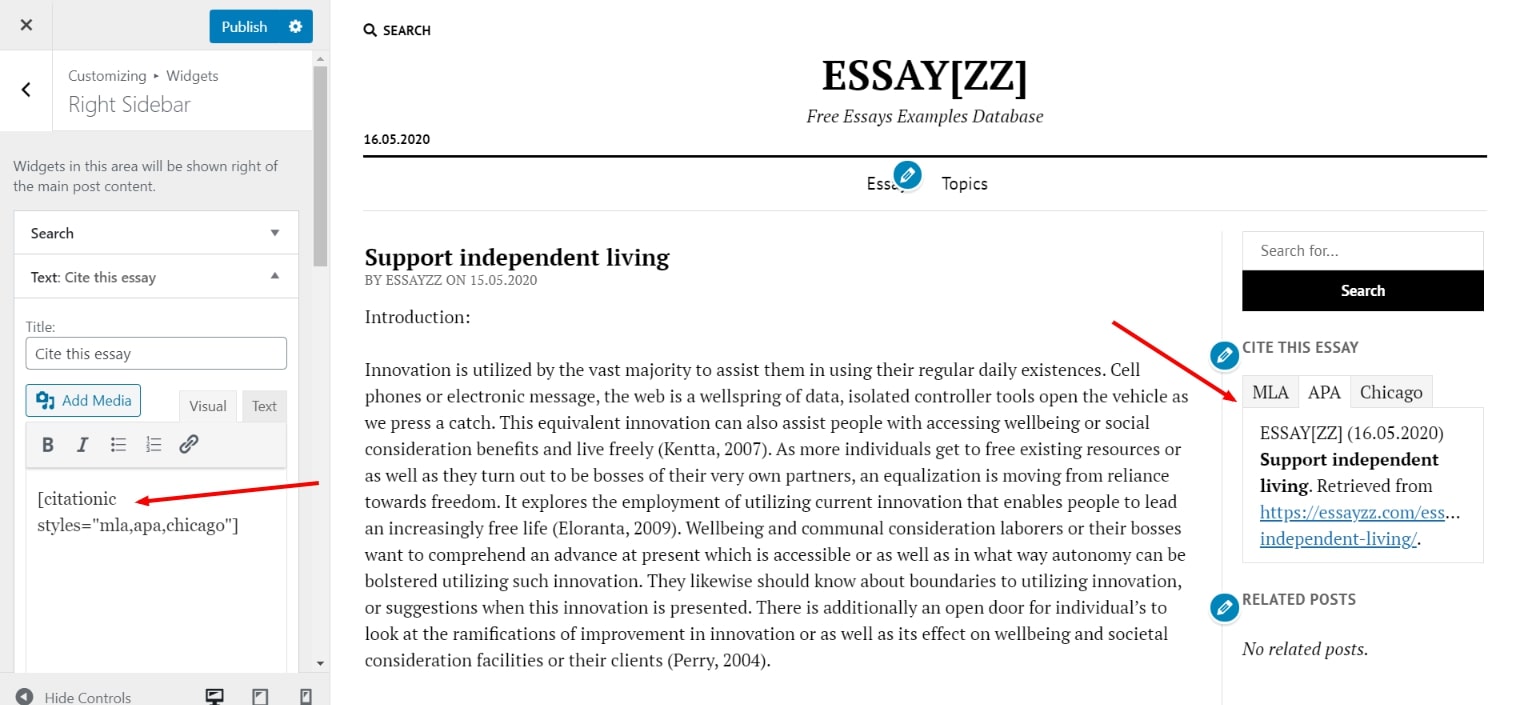 Publish
Customizing ▸ Widgets
Right Sidebar
Widgets in this area will be shown right of
the main post content.
Search
Text: Cite this essay
Title:
Cite this essay
Add Media
Visual
Text
B I
[citationic
styles="mla,apa,chicago"]
Hide Controls
SEARCH
ESSAY[ZZ]
Free Essays Examples Database
16.05.2020
Essay Topics
Support independent living
BY ESSAYZZ ON 15.05.2020
Introduction:
Innovation is utilized by the vast majority to assist them in using their regular daily existences. Cell
phones or electronic message, the web is a wellspring of data, isolated controller tools open the vehicle as
we press a catch. This equivalent innovation can also assist people with accessing wellbeing or social
consideration benefits and live freely (Kentta, 2007). As more individuals get to free existing resources or
as well as they turn out to be bosses of their very own partners, an equalization is moving from reliance
towards freedom. It explores the employment of utilizing current innovation that enables people to lead
an increasingly free life (Eloranta, 2009). Wellbeing and communal consideration laborers or their bosses
want to comprehend an advance at present which is accessible or as well as in what way autonomy can be
bolstered utilizing such innovation. They likewise should know about boundaries to utilizing innovation,
or suggestions when this innovation is presented. There is additionally an open door for individual’s to
look at the ramifications of improvement in innovation or as well as its effect on wellbeing and societal
consideration facilities or their clients (Perry, 2004).
Search for...
Search
CITE THIS ESSAY
MLA APA Chicago
ESSAY[ZZ] (16.05.2020)
Support independent
living. Retrieved from
https://essayzz.com/ess...
independent-living/.
RELATED POSTS
No related posts.